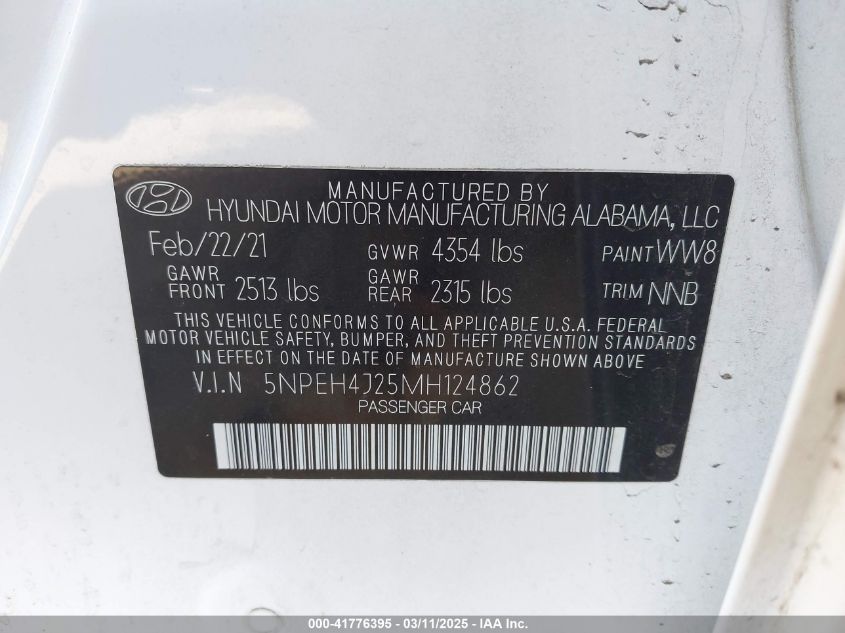 MANUFACTURED BY
HYUNDAI MOTOR MANUFACTURING ALABAMA, LLC
Feb/22/21 GVWR 4354 lbs PAINT WW8
GAWR FRONT 2513 lbs GAWR REAR 2315 lbs TRIM NNB
THIS VEHICLE CONFORMS TO ALL APPLICABLE U.S.A. FEDERAL
MOTOR VEHICLE SAFETY, BUMPER, AND THEFT PREVENTION STANDARDS
IN EFFECT ON THE DATE OF MANUFACTURE SHOWN ABOVE
V.I.N 5NPEH4J25MH124862
PASSENGER CAR
000-41776395 - 03/11/2025 - IAA Inc.